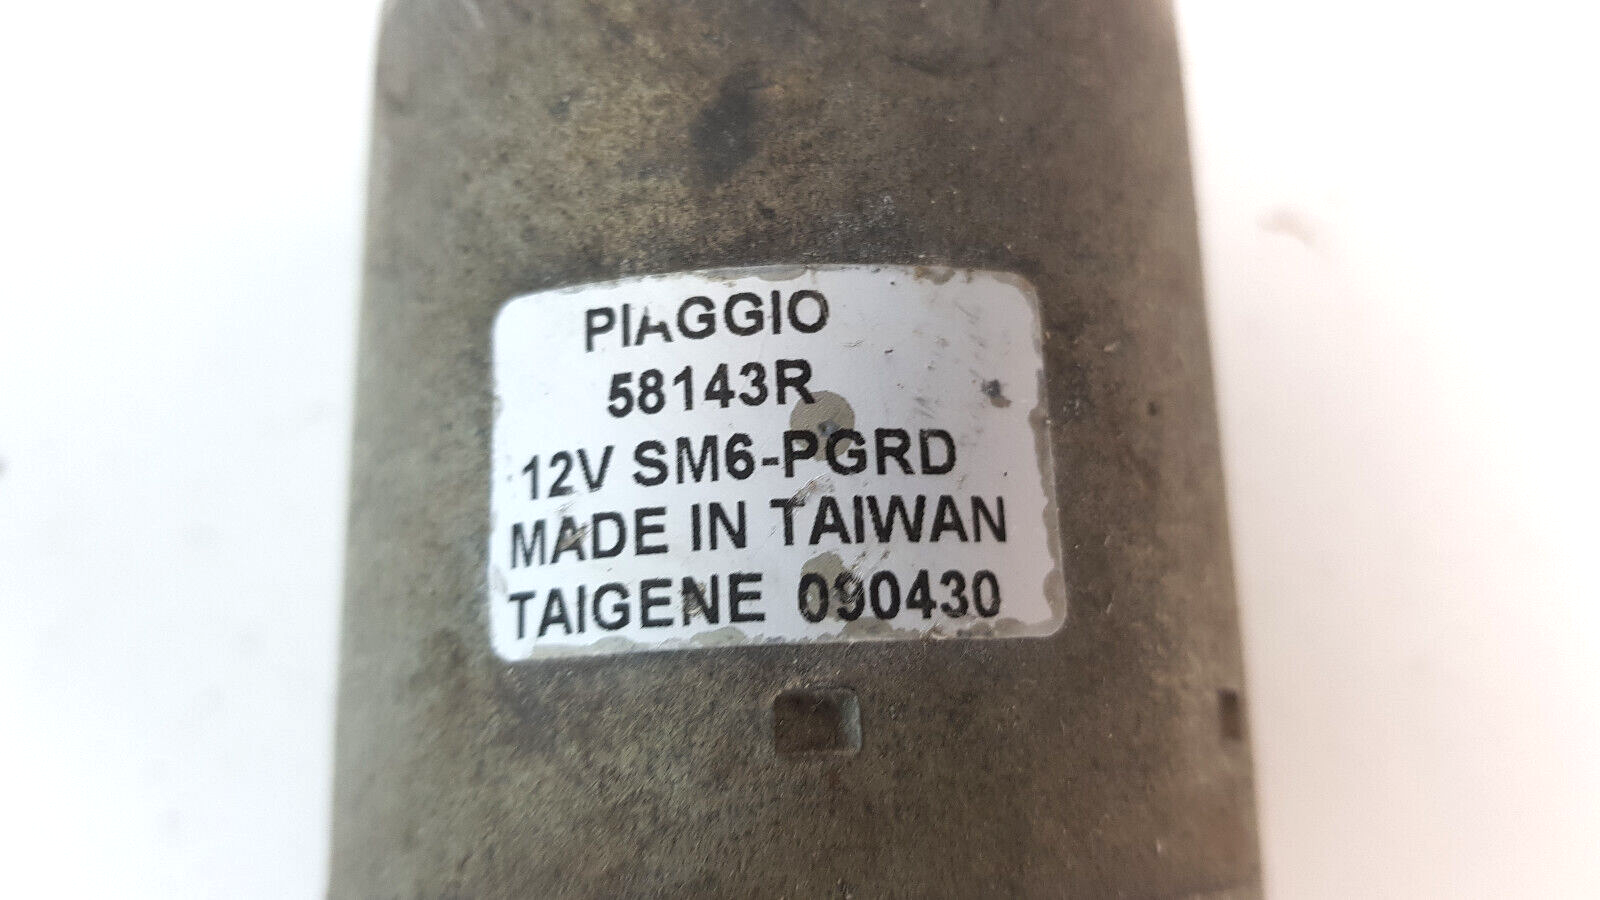 PIAGGIO
58143R
12V SM6-PGRD
MADE IN TAIWAN
TAIGENE 090430